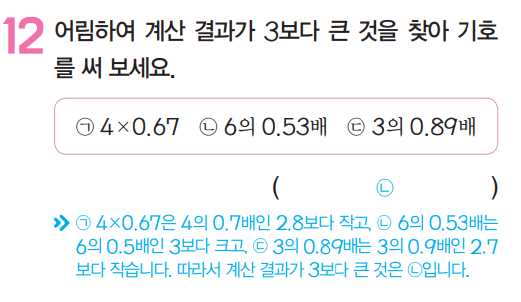 12 어림하여 계산 결과가 3보다 큰 것을 찾아 기호
를 써 보세요.
㉠ 4×0.67 ㉡ 6의 0.53배 ㉢ 3의 0.89배
( ㉡ )
» ㉠ 4×0.67은 4의 0.7배인 2.8보다 작고, ㉡ 6의 0.53배는
6의 0.5배인 3보다 크고, ㉢ 3의 0.89배는 3의 0.9배인 2.7
보다 작습니다. 따라서 계산 결과가 3보다 큰 것은 ㉡입니다.